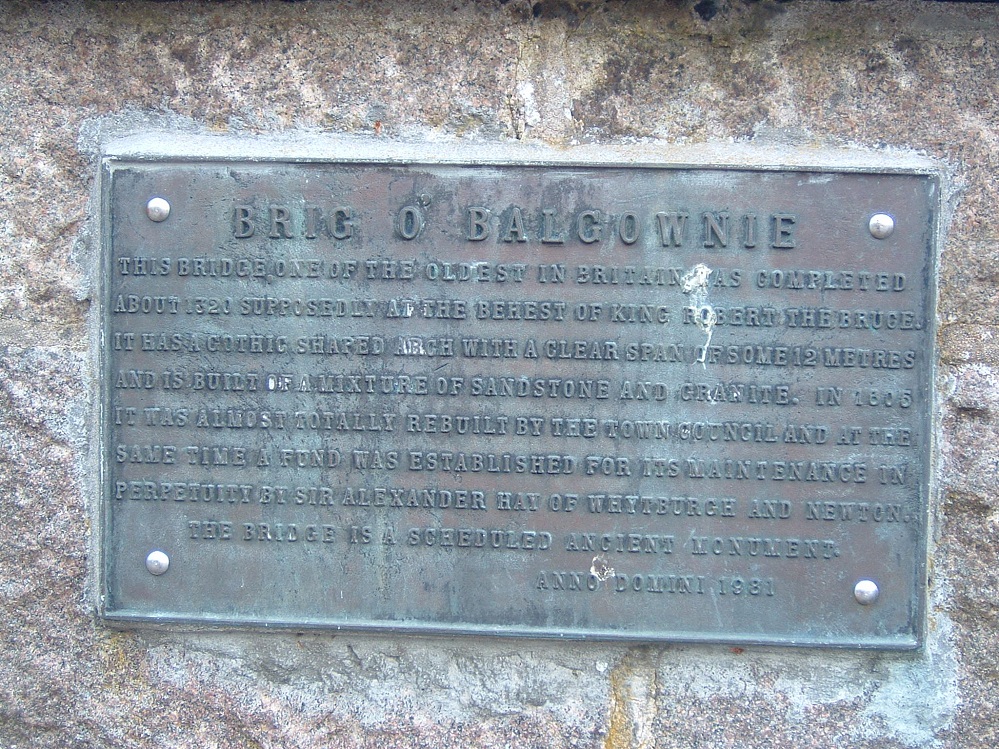 BRIG O' BALGOWNIE
THIS BRIDGE, ONE OF THE OLDEST IN BRITAIN, WAS COMPLETED
ABOUT 1320 SUPPOSEDLY AT THE BEHEST OF KING ROBERT THE BRUCE.
IT HAS A GOTHIC SHAPED ARCH WITH A CLEAR SPAN OF SOME 12 METRES
AND IS BUILT OF A MIXTURE OF SANDSTONE AND GRANITE. IN 1605
IT WAS ALMOST TOTALLY REBUILT BY THE TOWN COUNCIL AND AT THE
SAME TIME A FUND WAS ESTABLISHED FOR ITS MAINTENANCE IN
PERPETUITY BY SIR ALEXANDER HAY OF WHYTBURGH AND NEWTON.
THE BRIDGE IS A SCHEDULED ANCIENT MONUMENT.
ANNO DOMINI 1981